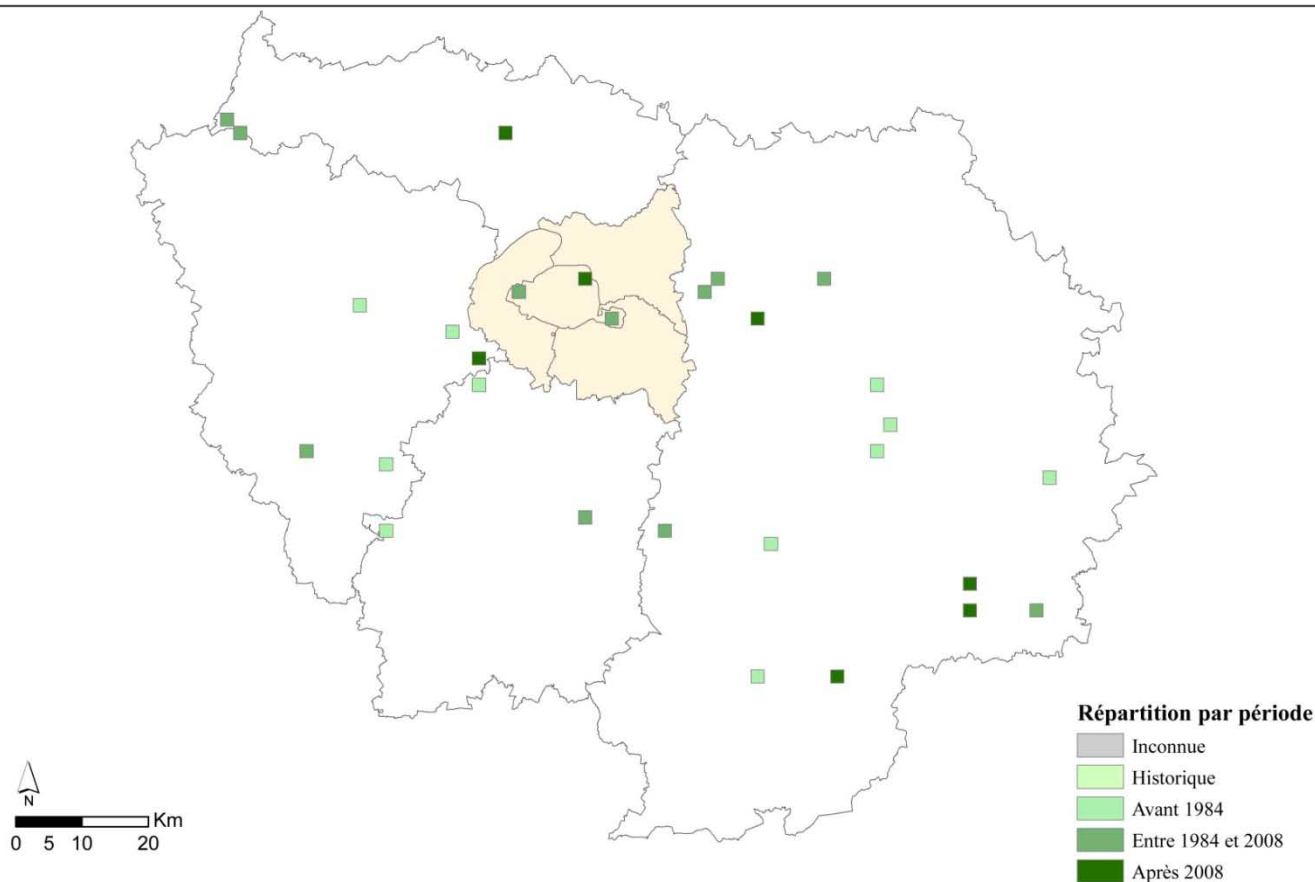 Répartition par période
Inconnue
Historique
Avant 1984
Entre 1984 et 2008
Après 2008
N
Km
0 5 10 20